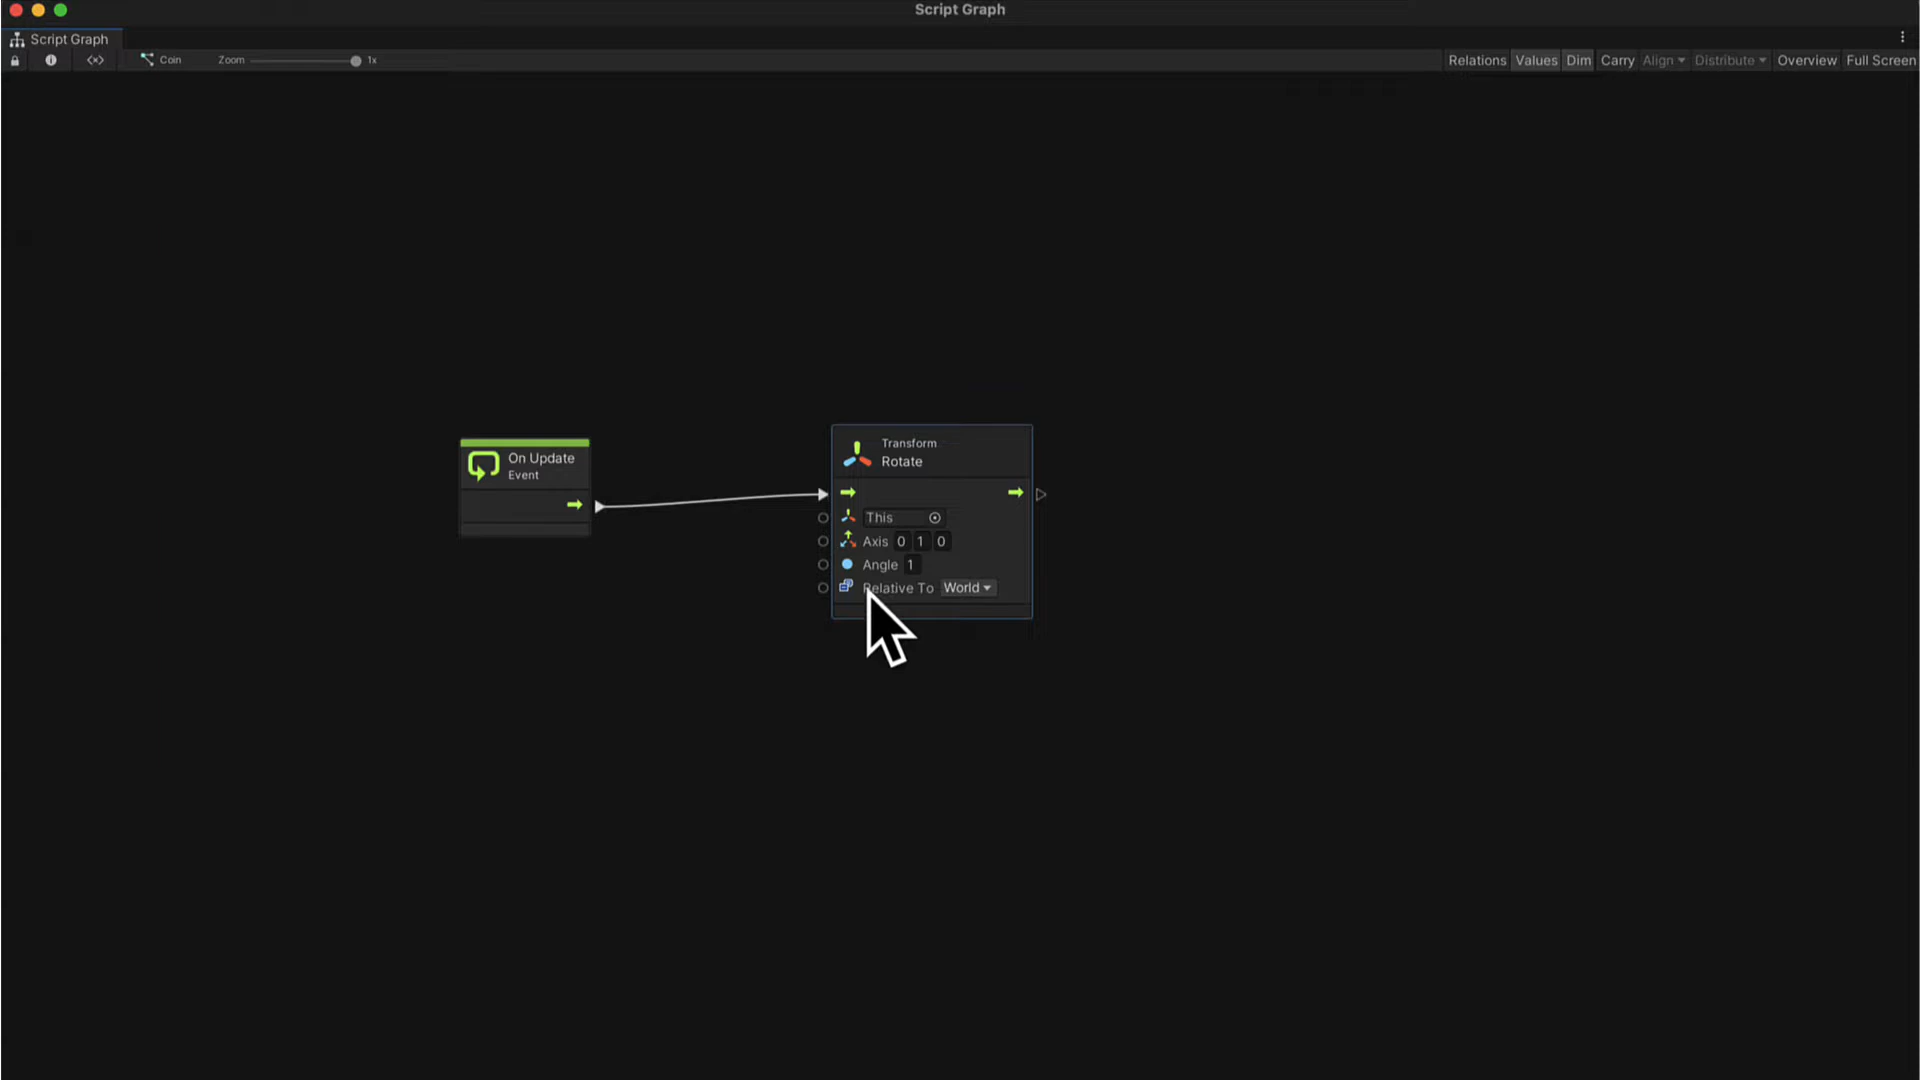 Script Graph
Script Graph
Coin Zoom 1x Relations Values Dim Carry Align Distribute Overview Full Screen
On Update
Event
Transform
Rotate
This
Axis 0 1 0
Angle 1
Relative To World